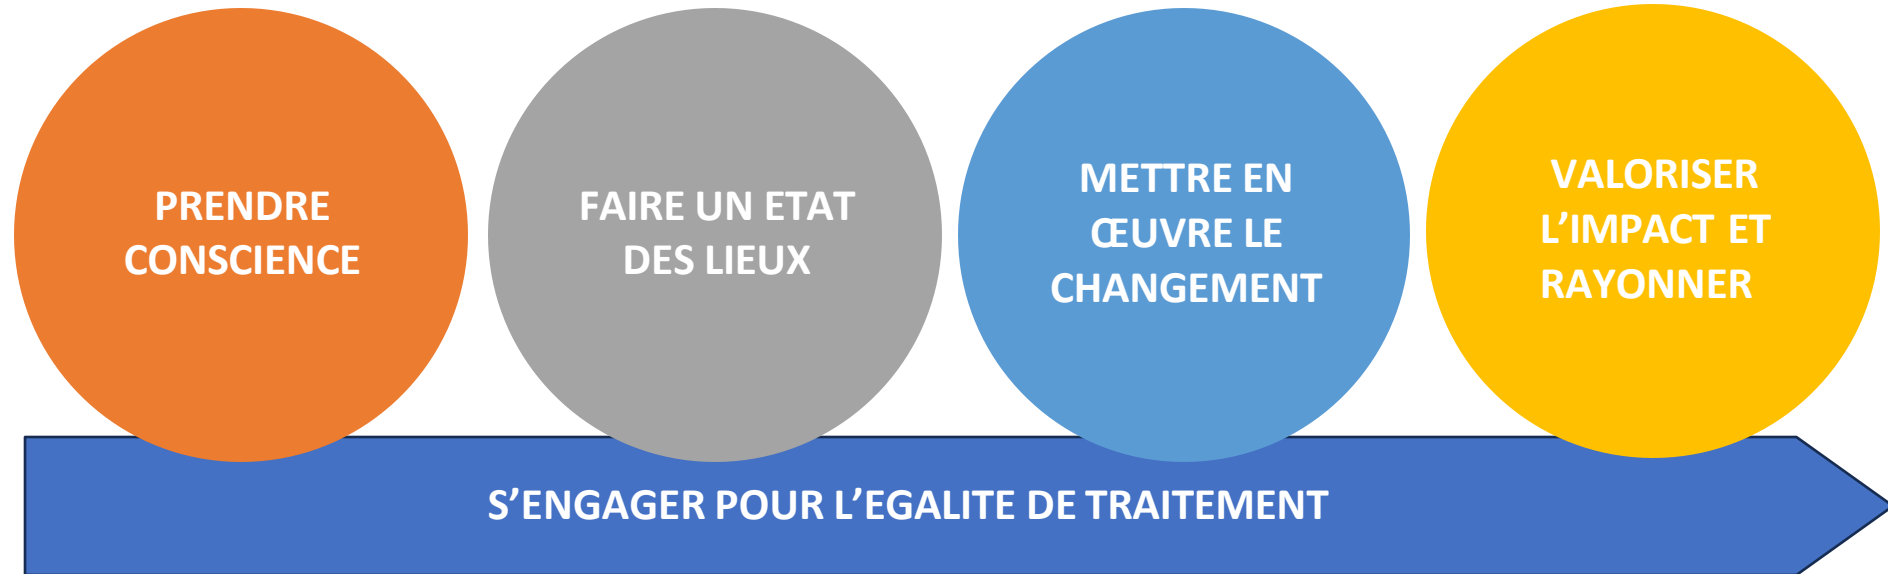 PRENDRE
CONSCIENCE
FAIRE UN ETAT
DES LIEUX
METTRE EN
ŒUVRE LE
CHANGEMENT
VALORISER
L’IMPACT ET
RAYONNER
S’ENGAGER POUR L’EGALITE DE TRAITEMENT